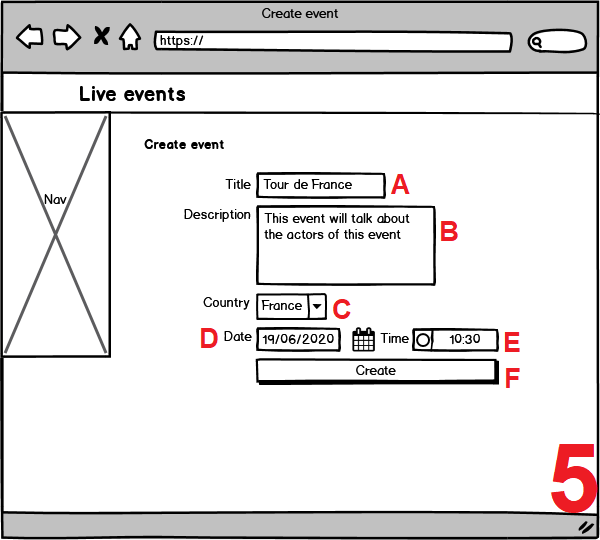 Create event
https://
Live events
Nav
Create event
Title Tour de France A
Description This event will talk about
the actors of this event B
Country France C
D Date 19/06/2020 Time 10:30 E
Create F
5